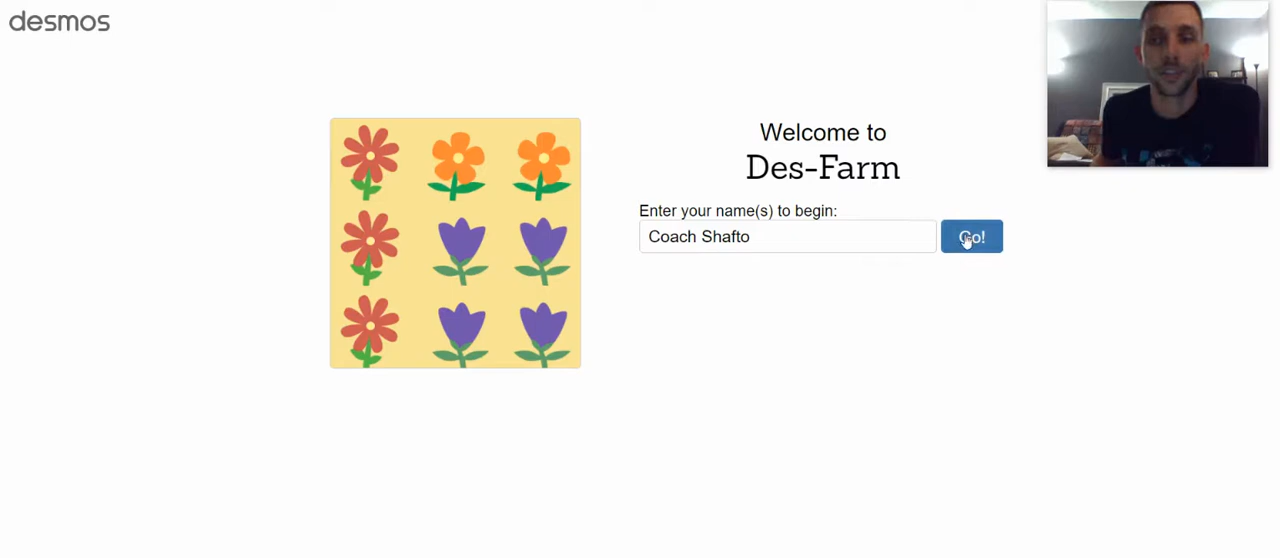 desmos
Welcome to
Des-Farm
Enter your name(s) to begin:
Coach Shafto
Go!